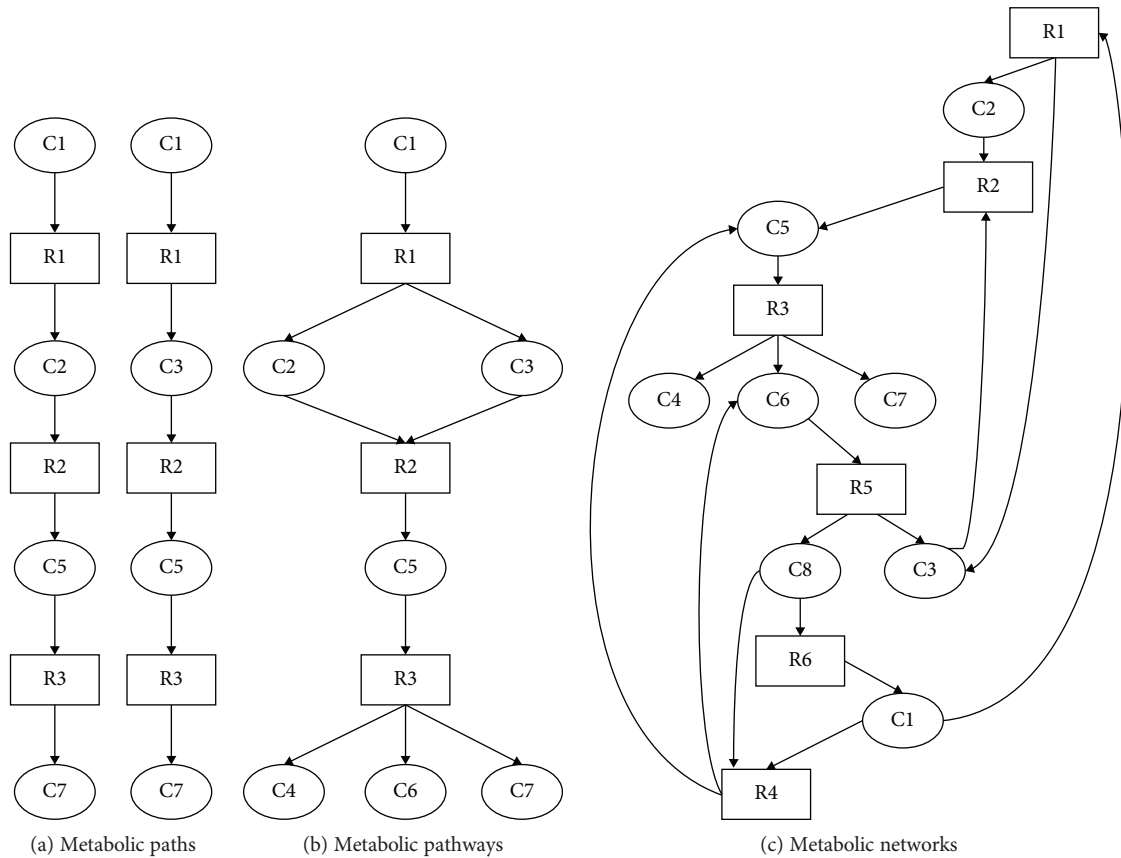 C1
R1
C2
R2
C5
R3
C7
C1
R1
C3
R2
C5
R3
C7
(a) Metabolic paths
C1
R1
C2
C3
R2
C5
R3
C4
C6
C7
(b) Metabolic pathways
R1
C2
R2
C5
R3
C4
C6
C7
R5
C8
C3
R6
C1
R4
(c) Metabolic networks